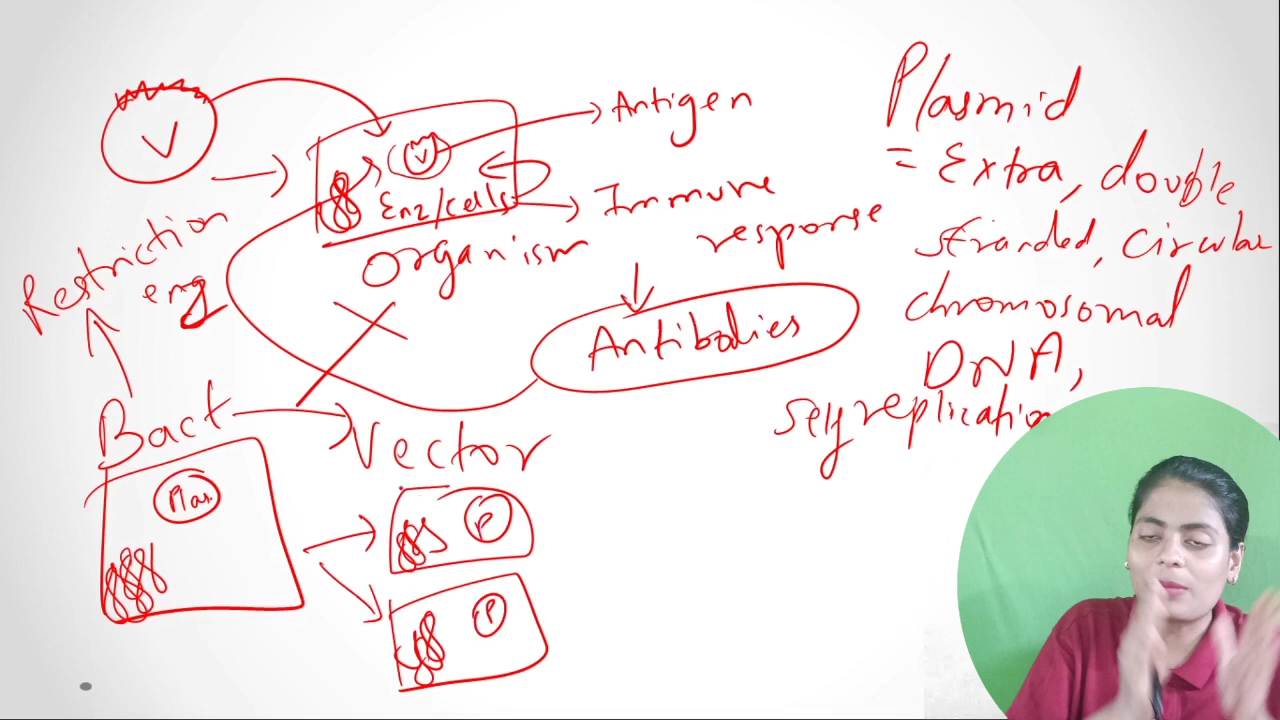 V
V
Enz/cells
Antigen
Immune
response
organism
Antibodies
Restriction
enz
Bact
Vector
Plas
P
P
Plasmid
= Extra, double
stranded, circular
chromosomal
DNA,
self replication